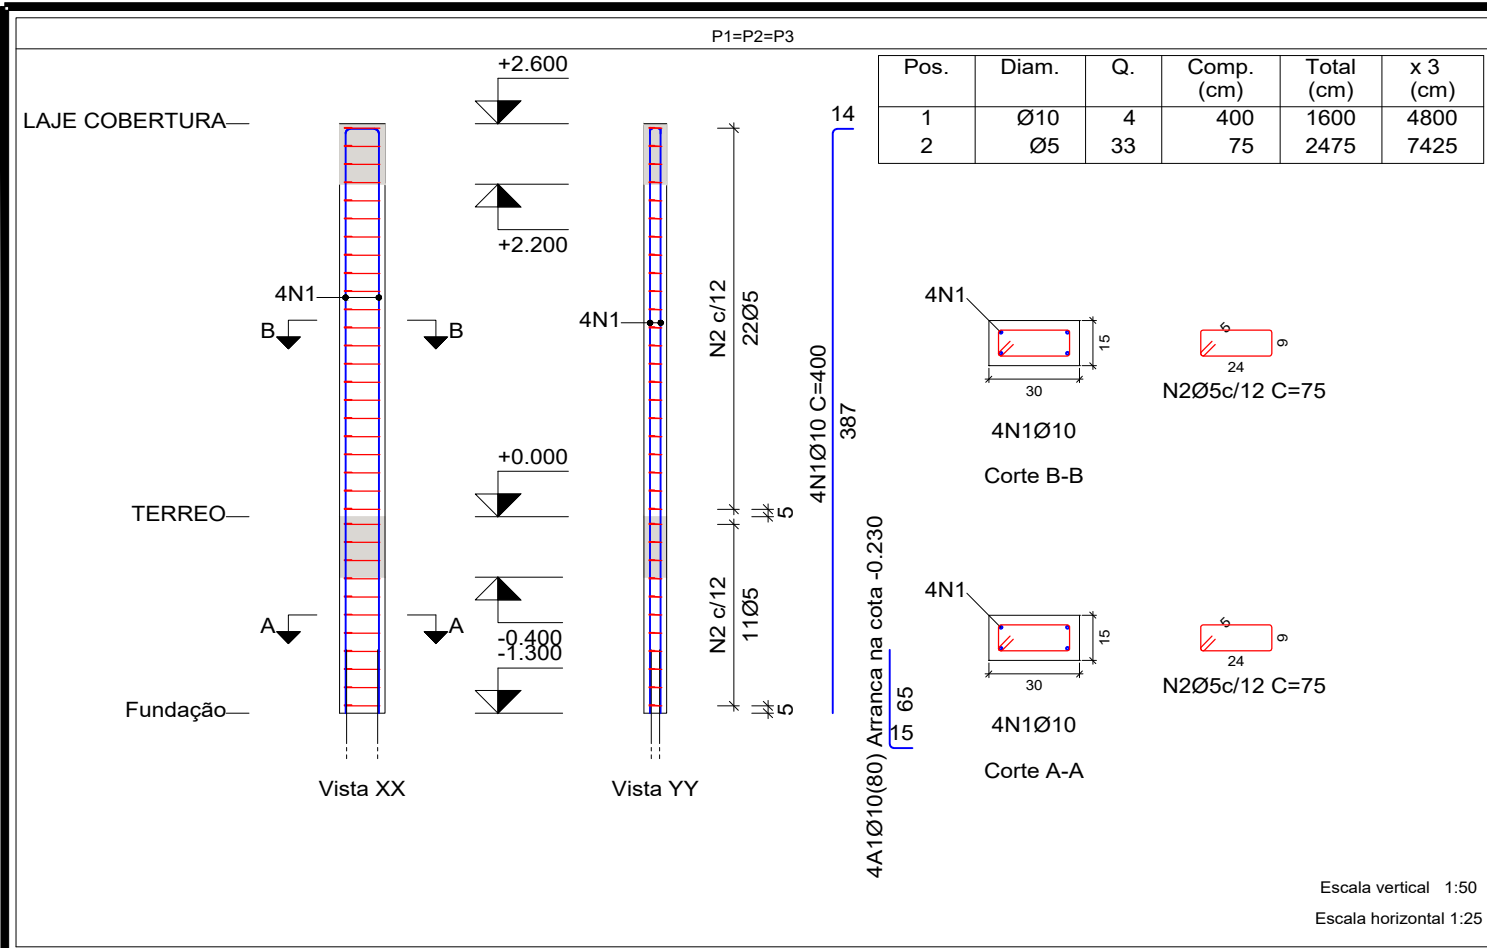 P1=P2=P3
Pos. Diam. Q. Comp. (cm) Total (cm) x 3 (cm)
1 Ø10 4 400 1600 4800
2 Ø5 33 75 2475 7425
LAJE COBERTURA
TERREO
Fundação
4N1
B B
A A
Vista XX
+2.600
+2.200
+0.000
-0.400
-1.300
4N1
Vista YY
N2 c/12
22Ø5
5
N2 c/12
11Ø5
5
14
4N1Ø10 C=400
387
4A1Ø10(80) Arranca na cota -0.230
65
15
4N1
15
30
4N1Ø10
Corte B-B
5
9
24
N2Ø5c/12 C=75
4N1
15
30
4N1Ø10
Corte A-A
5
9
24
N2Ø5c/12 C=75
Escala vertical 1:50
Escala horizontal 1:25